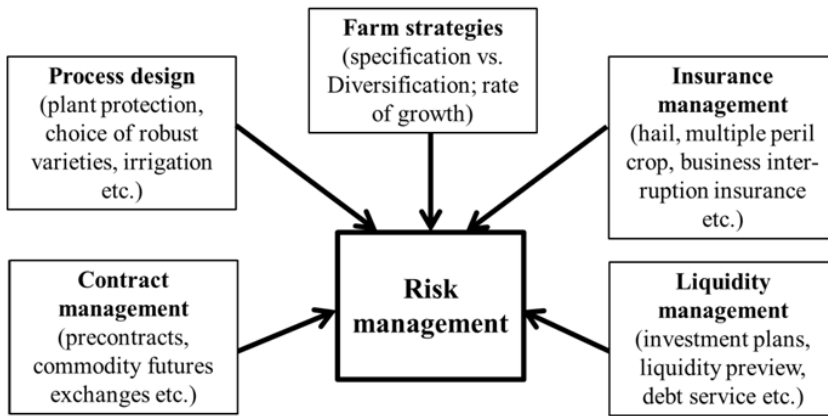 Farm strategies
(specification vs.
Diversification; rate
of growth)
Process design
(plant protection,
choice of robust
varieties, irrigation
etc.)
Insurance
management
(hail, multiple peril
crop, business inter-
ruption insurance
etc.)
Contract
management
(precontracts,
commodity futures
exchanges etc.)
Risk
management
Liquidity
management
(investment plans,
liquidity preview,
debt service etc.)